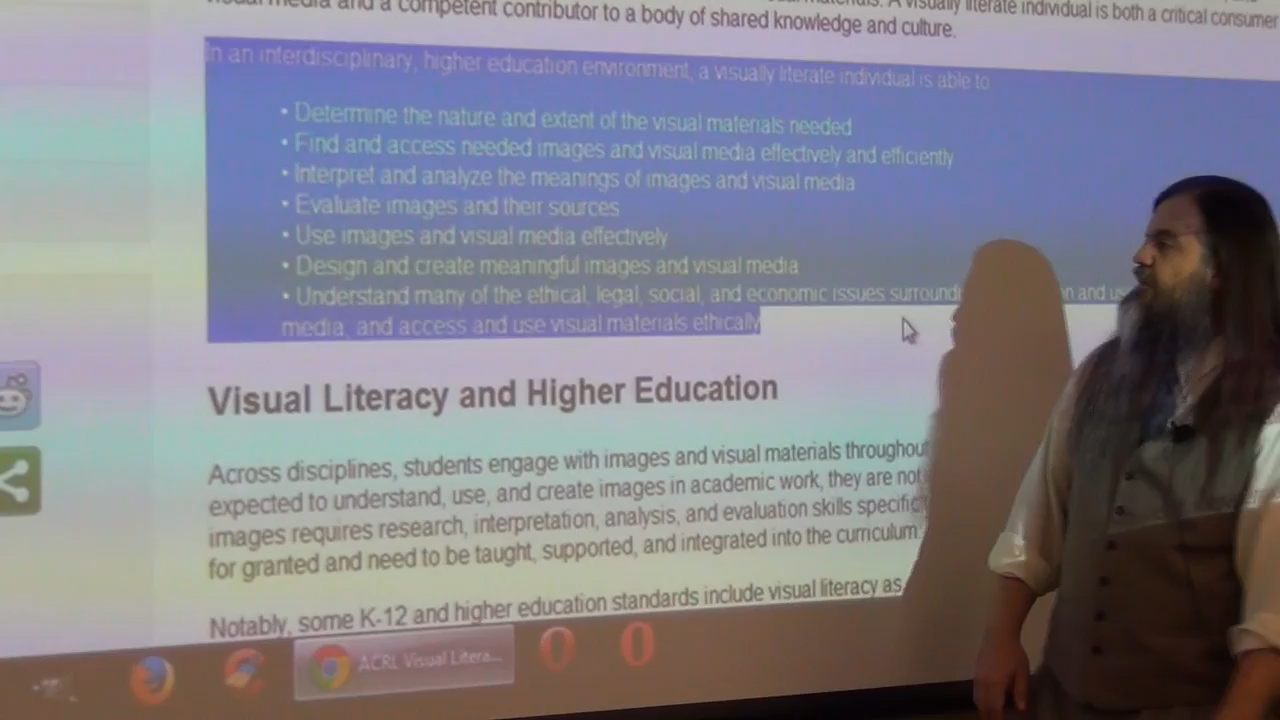 visual media and a competent contributor to a body of shared knowledge and culture.
A visually literate individual is both a critical consumer
In an interdisciplinary, higher education environment, a visually literate individual is able to
• Determine the nature and extent of the visual materials needed
• Find and access needed images and visual media effectively and efficiently
• Interpret and analyze the meanings of images and visual media
• Evaluate images and their sources
• Use images and visual media effectively
• Design and create meaningful images and visual media
• Understand many of the ethical, legal, social, and economic issues and
media, and access and use visual materials ethically
Visual Literacy and Higher Education
Across disciplines, students engage with images and visual materials throughout
expected to understand, use, and create images in academic work, they are not
images requires research, interpretation, analysis, and evaluation skills specific
for granted and need to be taught, supported, and integrated into the curriculum.
Notably, some K-12 and higher education standards include visual literacy as
ACRL Visual Litera...